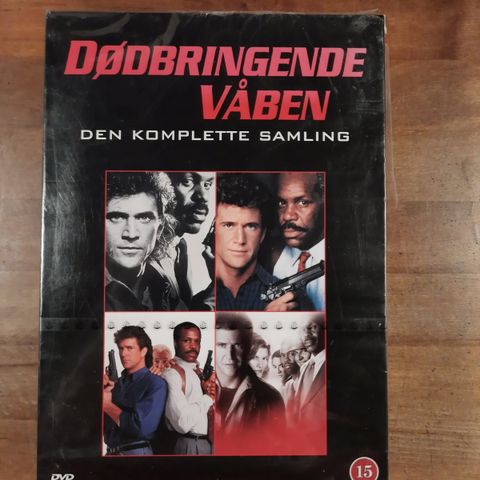 DØDBRINGENDE
VÅBEN
DEN KOMPLETTE SAMLING
DVD
15